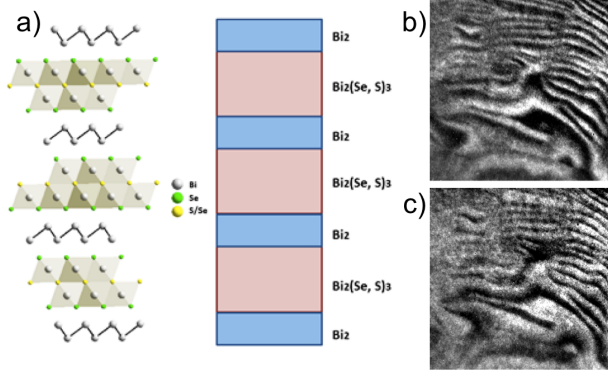 a)
Bi
Se
S/Se
Bi2
Bi2(Se, S)3
Bi2
Bi2(Se, S)3
Bi2
Bi2(Se, S)3
Bi2
b)
c)